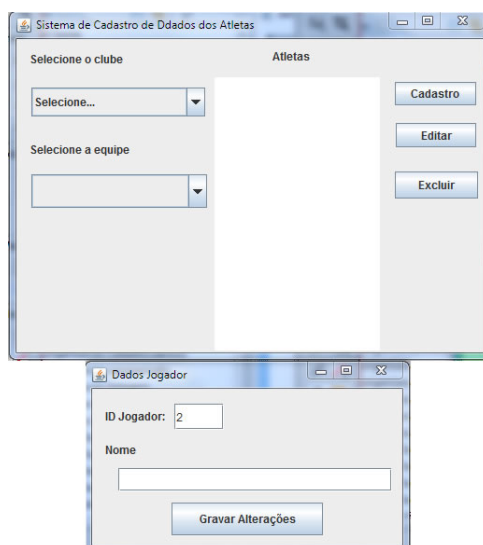 Sistema de Cadastro de Ddados dos Atletas
Selecione o clube
Atletas
Selecione...
Cadastro
Editar
Selecione a equipe
Excluir
Dados Jogador
ID Jogador: 2
Nome
Gravar Alterações